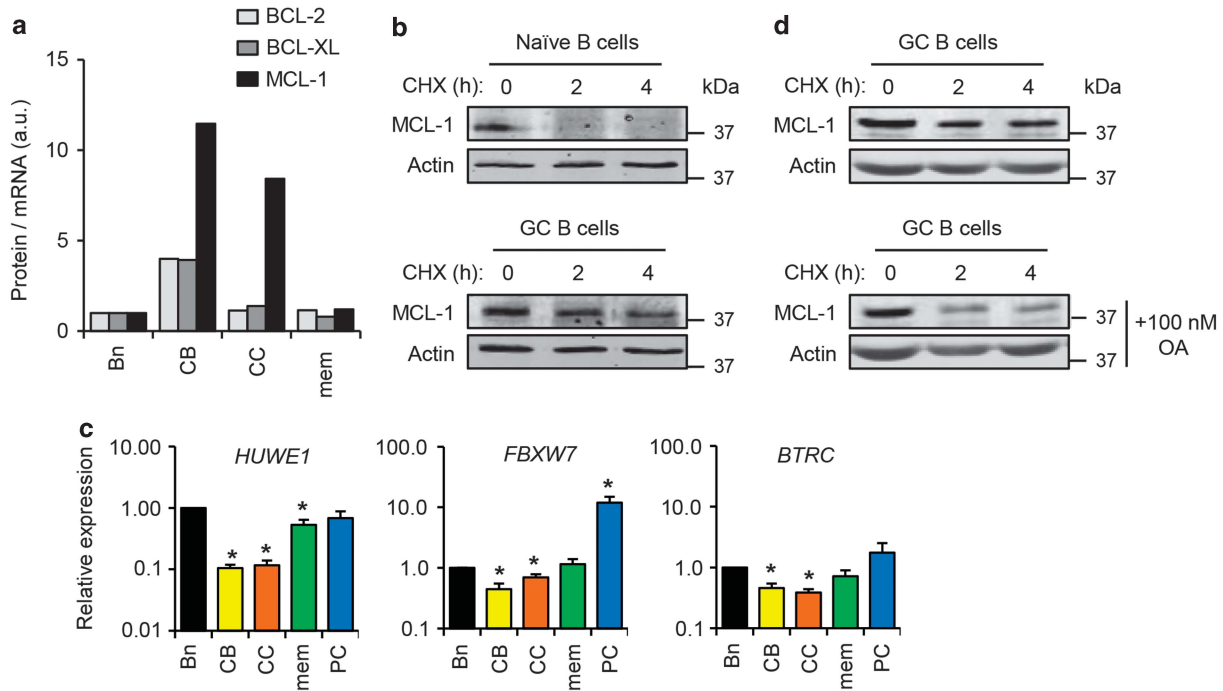 a
BCL-2
BCL-XL
MCL-1
15
10
5
0
Protein / mRNA (a.u.)
Bn
CB
CC
mem
b
Naïve B cells
CHX (h): 0 2 4 kDa
MCL-1
37
Actin
37
GC B cells
CHX (h): 0 2 4
MCL-1
37
Actin
37
d
GC B cells
CHX (h): 0 2 4 kDa
MCL-1
37
Actin
37
GC B cells
CHX (h): 0 2 4
MCL-1
37
Actin
37
+100 nM
OA
c
Relative expression
HUWE1
10.00
1.00
0.1
0.01
* * *
Bn
CB
CC
mem
PC
FBXW7
100.0
10.0
1.0
0.1
* * *
Bn
CB
CC
mem
PC
BTRC
100.0
10.0
1.0
0.1
* *
Bn
CB
CC
mem
PC